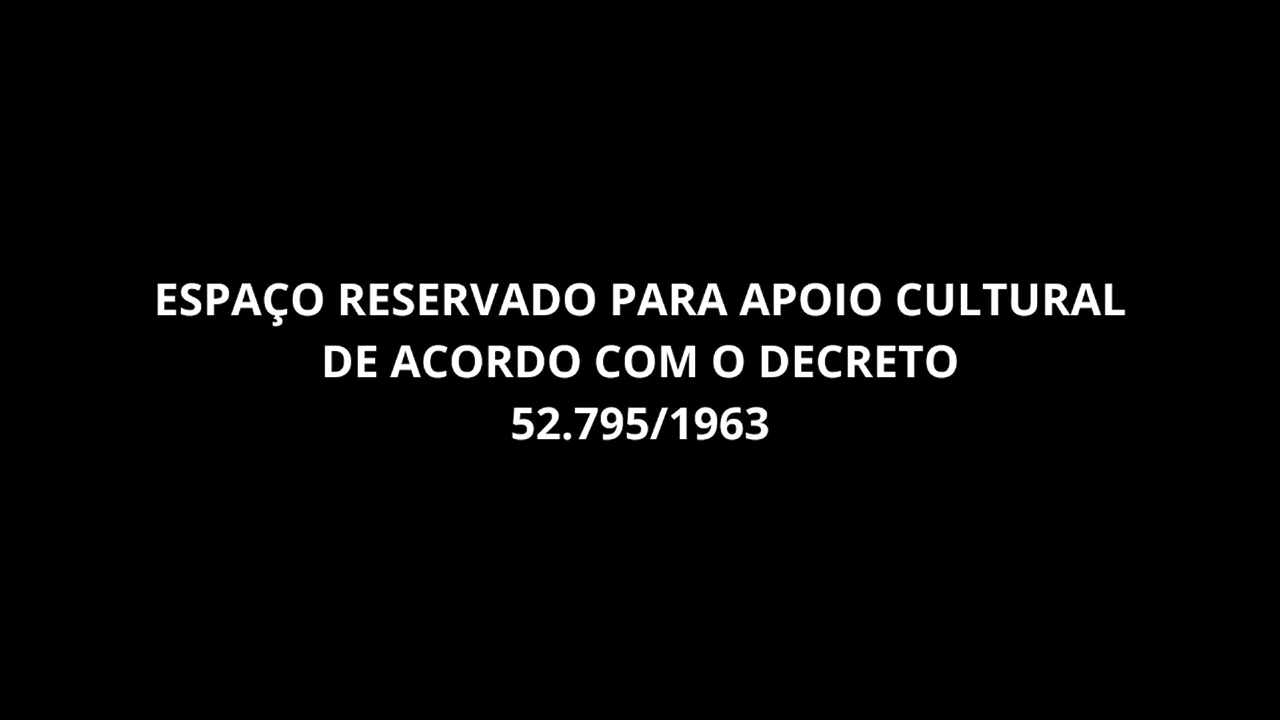 ESPAÇO RESERVADO PARA APOIO CULTURAL
DE ACORDO COM O DECRETO
52.795/1963